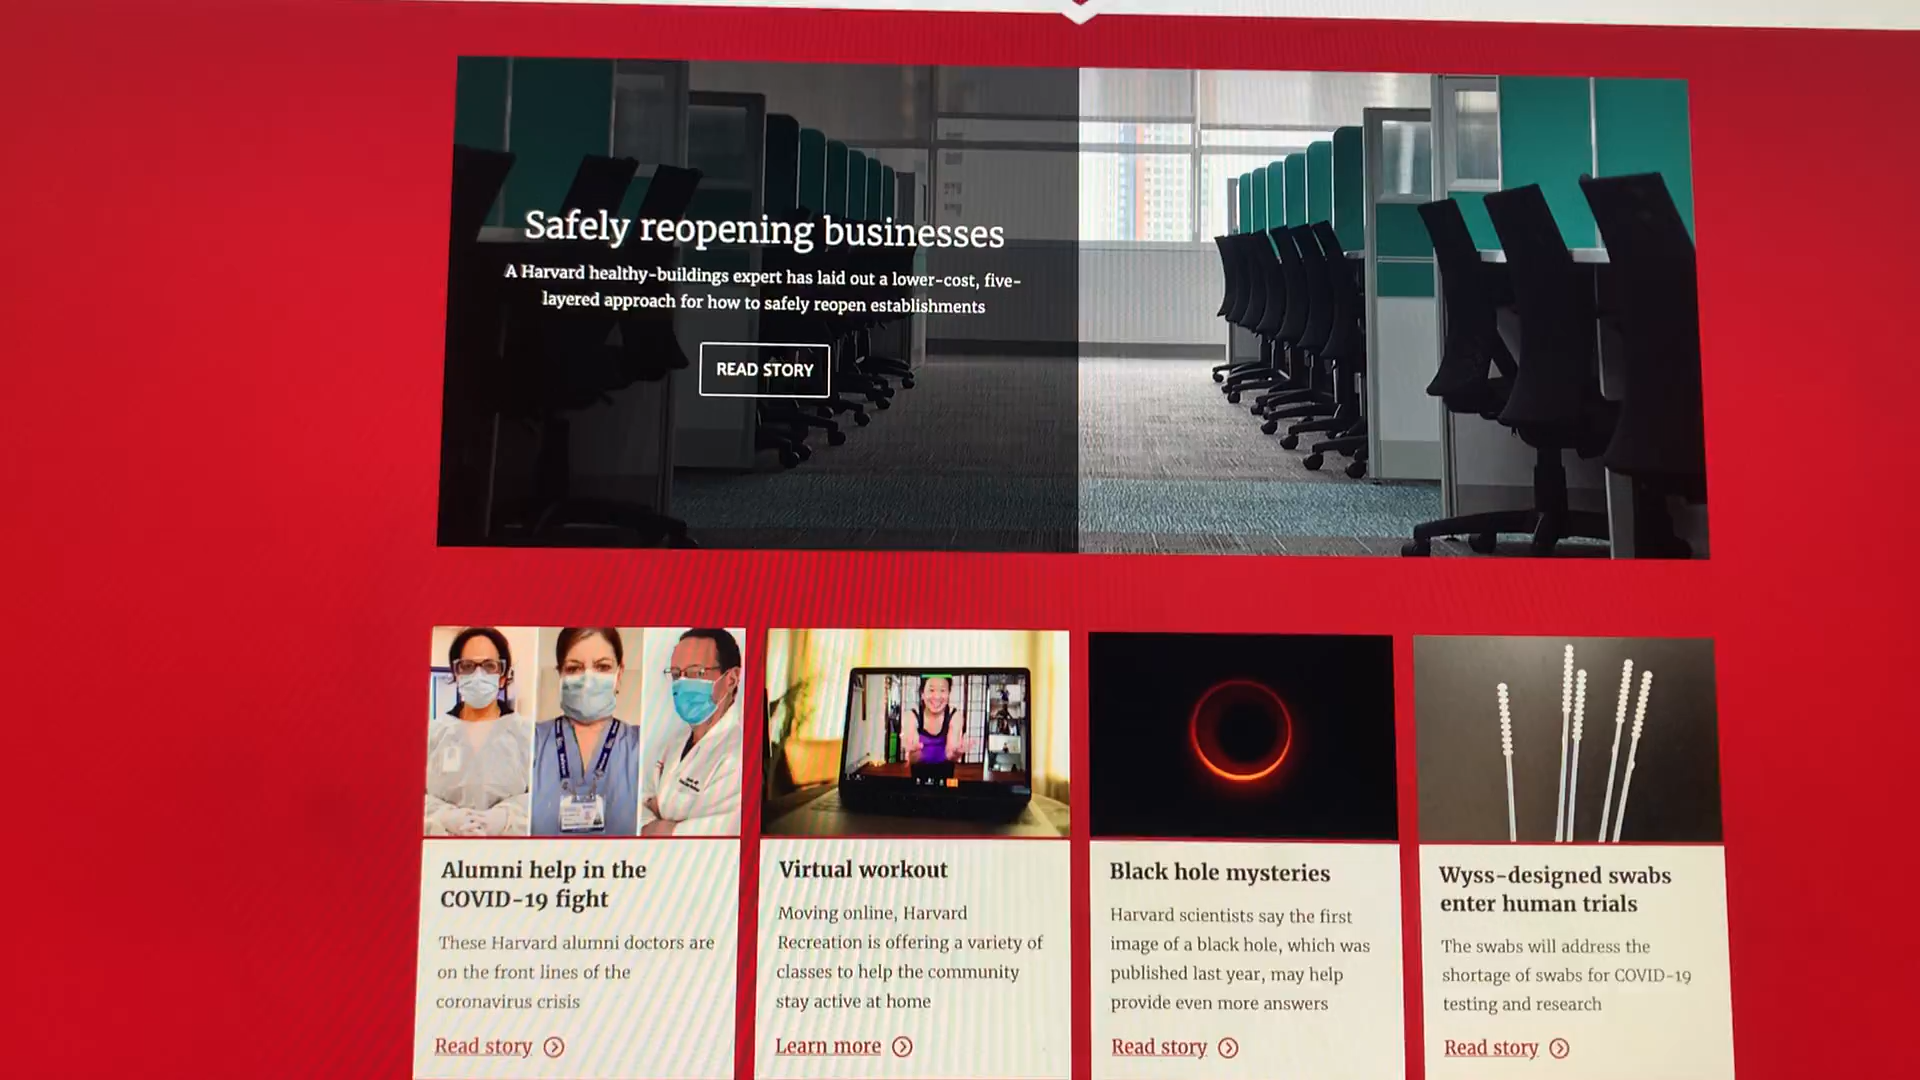 Safely reopening businesses
A Harvard healthy-buildings expert has laid out a lower-cost, five-
layered approach for how to safely reopen establishments
READ STORY
Alumni help in the
COVID-19 fight
These Harvard alumni doctors are
on the front lines of the
coronavirus crisis
Read story
Virtual workout
Moving online, Harvard
Recreation is offering a variety of
classes to help the community
stay active at home
Learn more
Black hole mysteries
Harvard scientists say the first
image of a black hole, which was
published last year, may help
provide even more answers
Read story
Wyss-designed swabs
enter human trials
The swabs will address the
shortage of swabs for COVID-19
testing and research
Read story